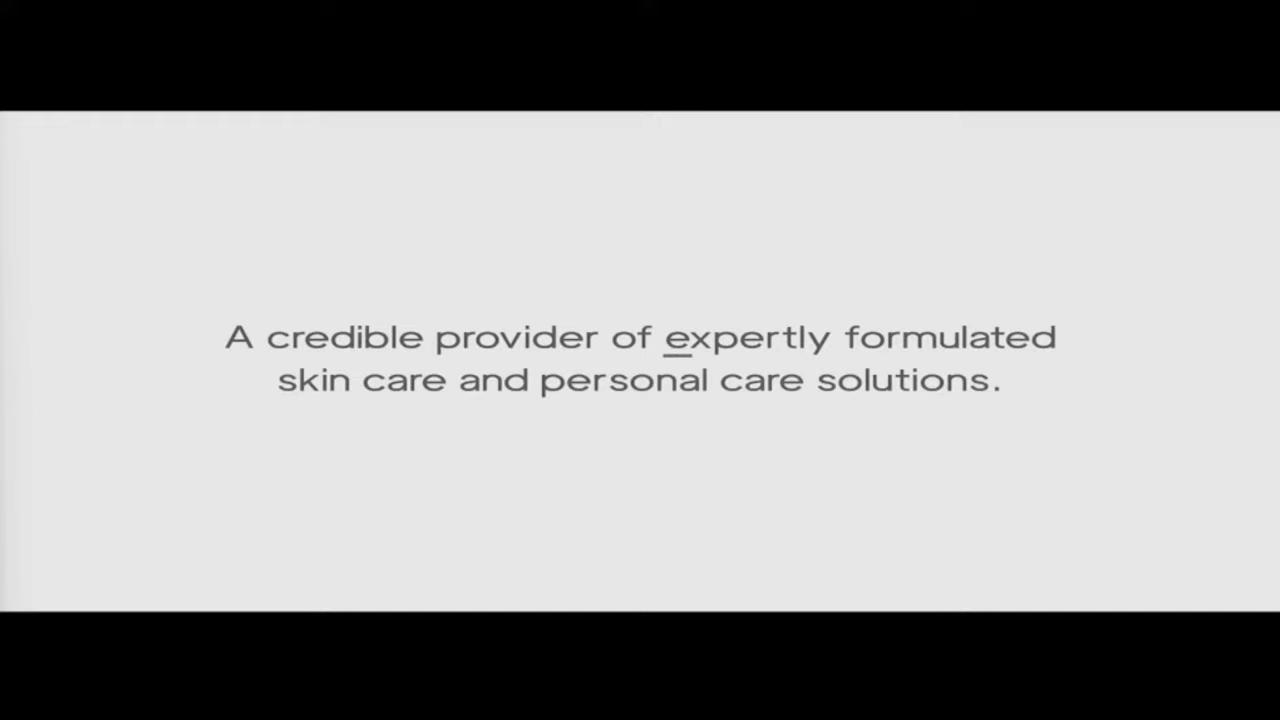 A credible provider of expertly formulated
skin care and personal care solutions.